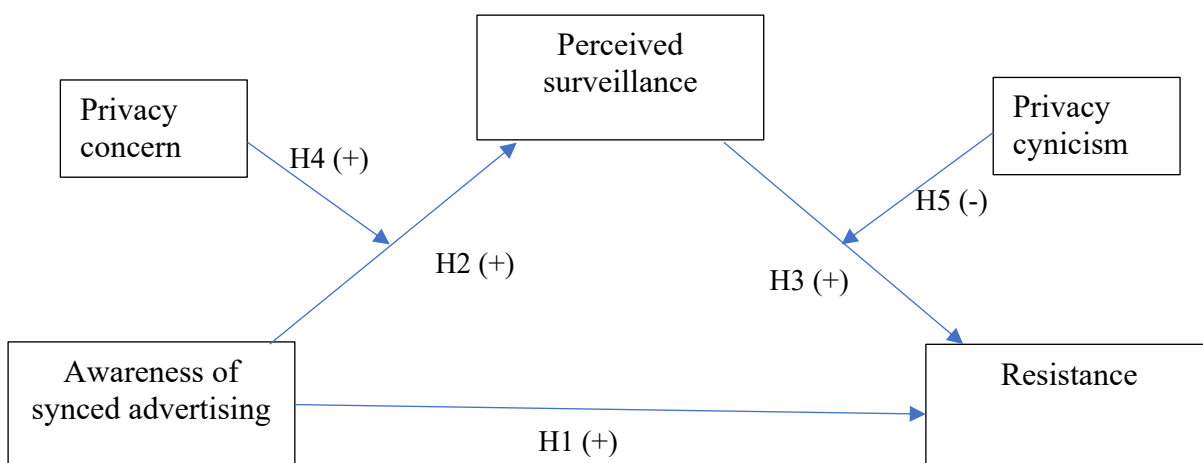 Perceived
surveillance
Privacy
concern
Privacy
cynicism
H4 (+)
H5 (-)
H2 (+)
H3 (+)
Awareness of
synced advertising
Resistance
H1 (+)